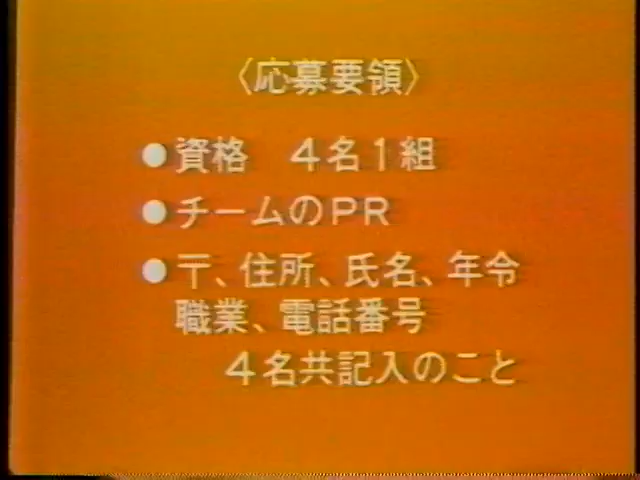 〈応募要領〉
●資格　４名１組
●チームのPR
●〒、住所、氏名、年令
職業、電話番号
４名共記入のこと